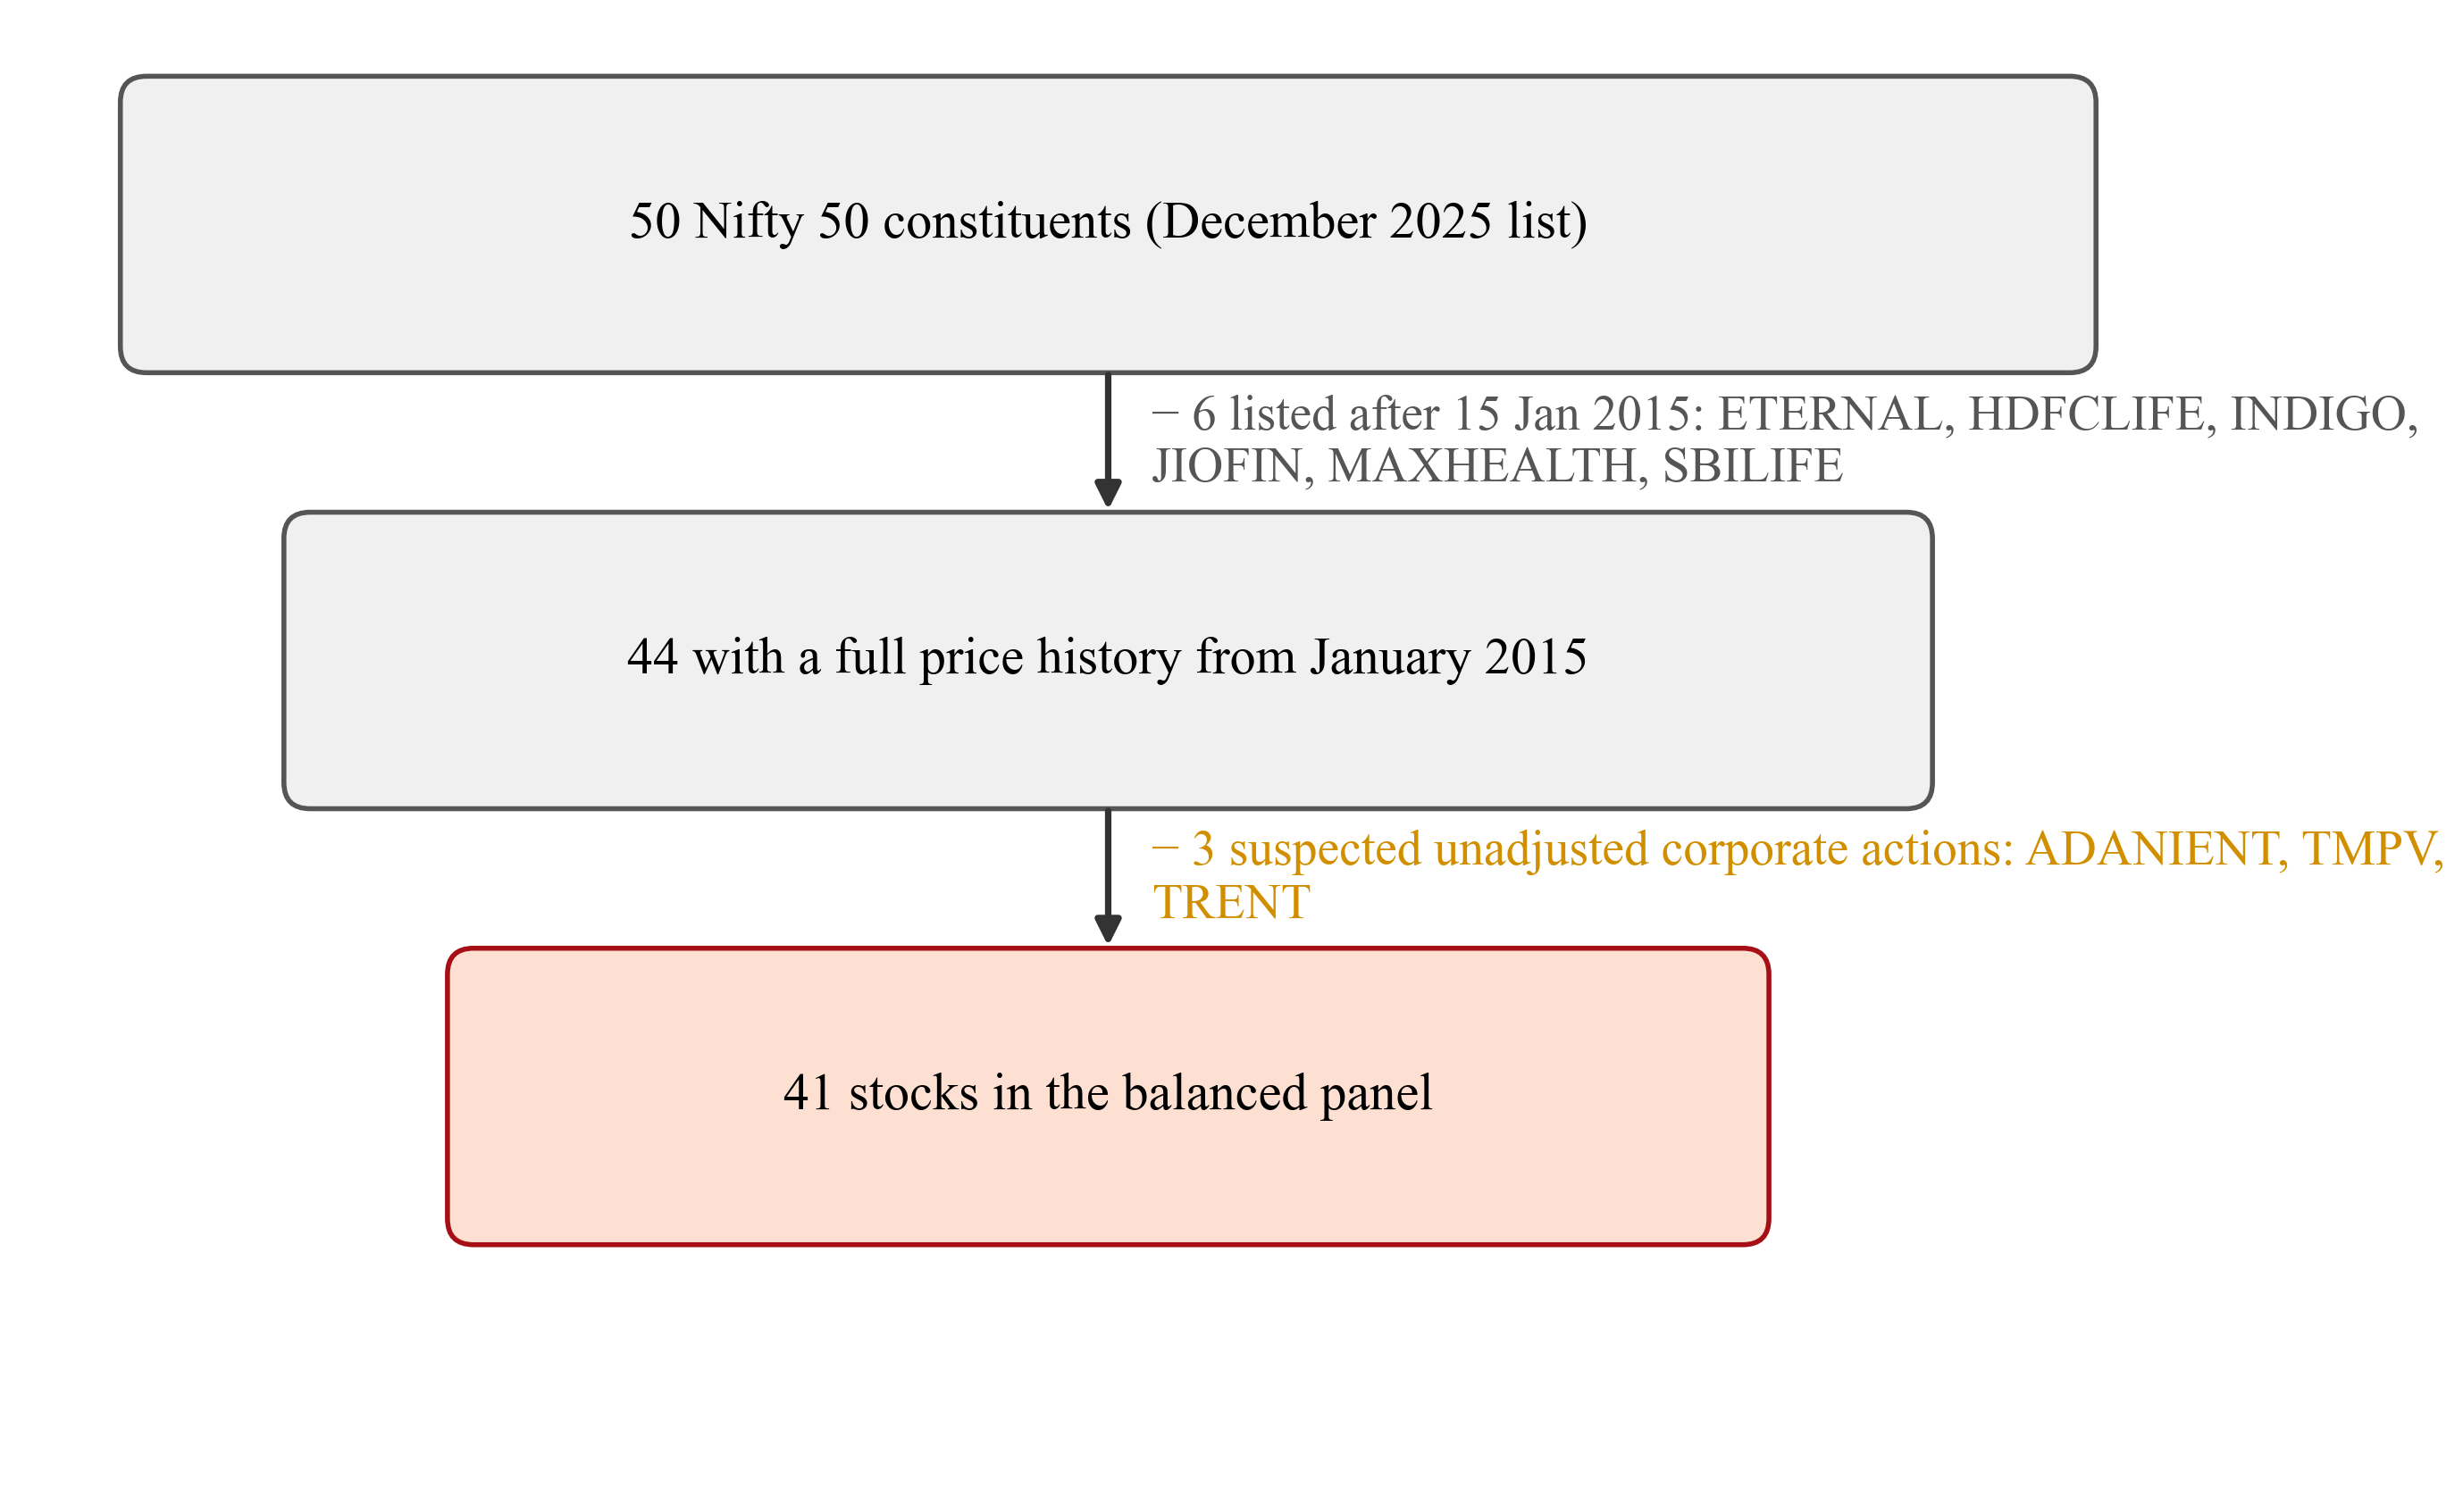 50 Nifty 50 constituents (December 2025 list)
− 6 listed after 15 Jan 2015: ETERNAL, HDFCLIFE, INDIGO,
JIOFIN, MAXHEALTH, SBILIFE
44 with a full price history from January 2015
− 3 suspected unadjusted corporate actions: ADANIENT, TMPV,
TRENT
41 stocks in the balanced panel